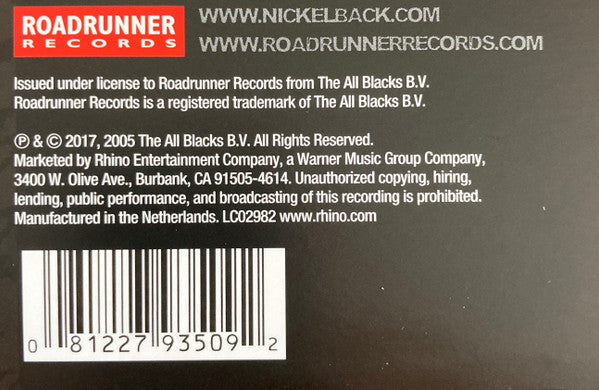 ROADRUNNER
RECORDS
WWW.NICKELBACK.COM
WWW.ROADRUNNERRECORDS.COM
Issued under license to Roadrunner Records from The All Blacks B.V.
Roadrunner Records is a registered trademark of The All Blacks B.V.
℗ & © 2017, 2005 The All Blacks B.V. All Rights Reserved.
Marketed by Rhino Entertainment Company, a Warner Music Group Company,
3400 W. Olive Ave., Burbank, CA 91505-4614. Unauthorized copying, hiring,
lending, public performance, and broadcasting of this recording is prohibited.
Manufactured in the Netherlands. LC02982 www.rhino.com
0 81227 93509 2